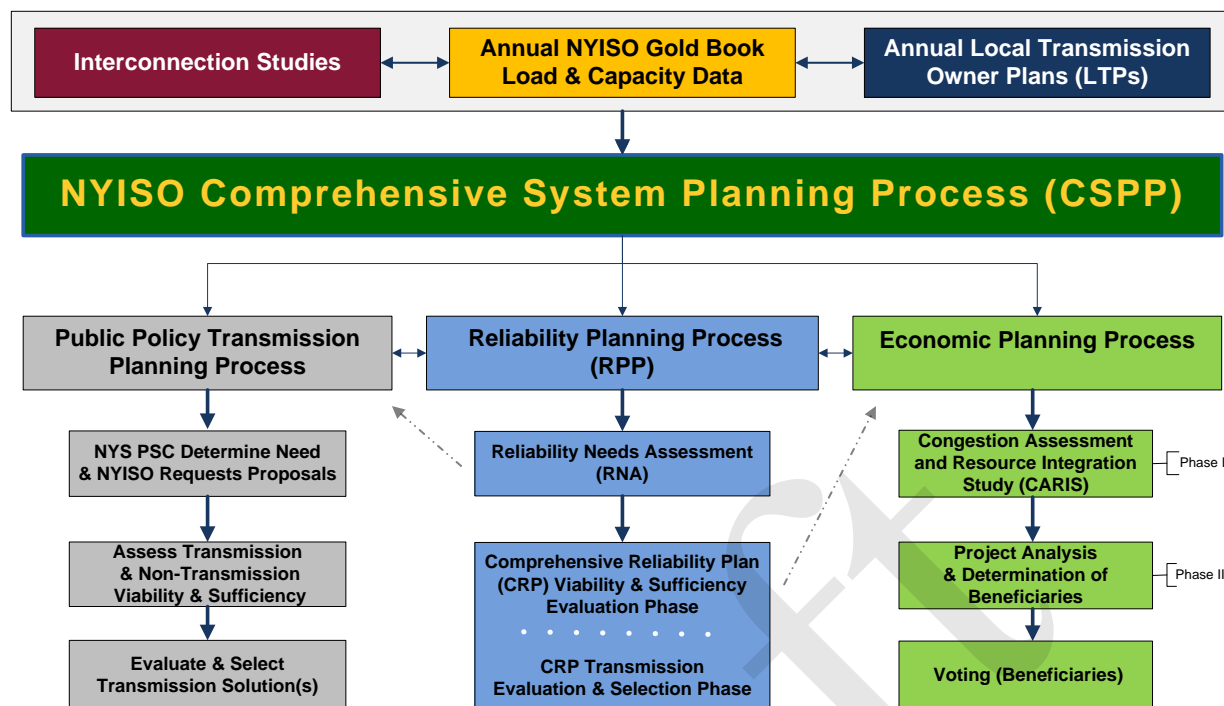 Interconnection Studies
Annual NYISO Gold Book
Load & Capacity Data
Annual Local Transmission
Owner Plans (LTPs)
NYISO Comprehensive System Planning Process (CSPP)
Public Policy Transmission
Planning Process
Reliability Planning Process
(RPP)
Economic Planning Process
NYS PSC Determine Need
& NYISO Requests Proposals
Reliability Needs Assessment
(RNA)
Congestion Assessment
and Resource Integration
Study (CARIS)
Phase I
Assess Transmission
& Non-Transmission
Viability & Sufficiency
Comprehensive Reliability Plan
(CRP) Viability & Sufficiency
Evaluation Phase
CRP Transmission
Evaluation & Selection Phase
Project Analysis
& Determination of
Beneficiaries
Phase II
Evaluate & Select
Transmission Solution(s)
Voting (Beneficiaries)
ft